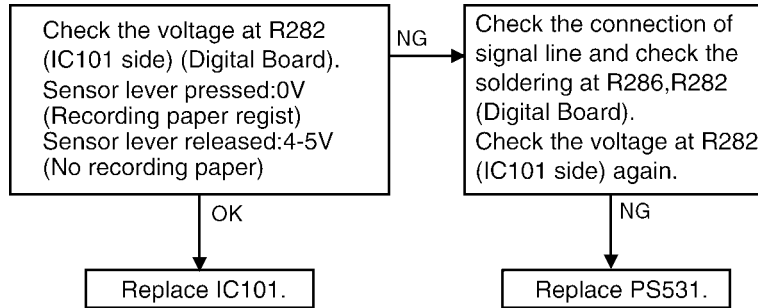 Check the voltage at R282
(IC101 side) (Digital Board).
Sensor lever pressed:0V
(Recording paper regist)
Sensor lever released:4-5V
(No recording paper)
NG
Check the connection of
signal line and check the
soldering at R286,R282
(Digital Board).
Check the voltage at R282
(IC101 side) again.
OK
NG
Replace IC101.
Replace PS531.